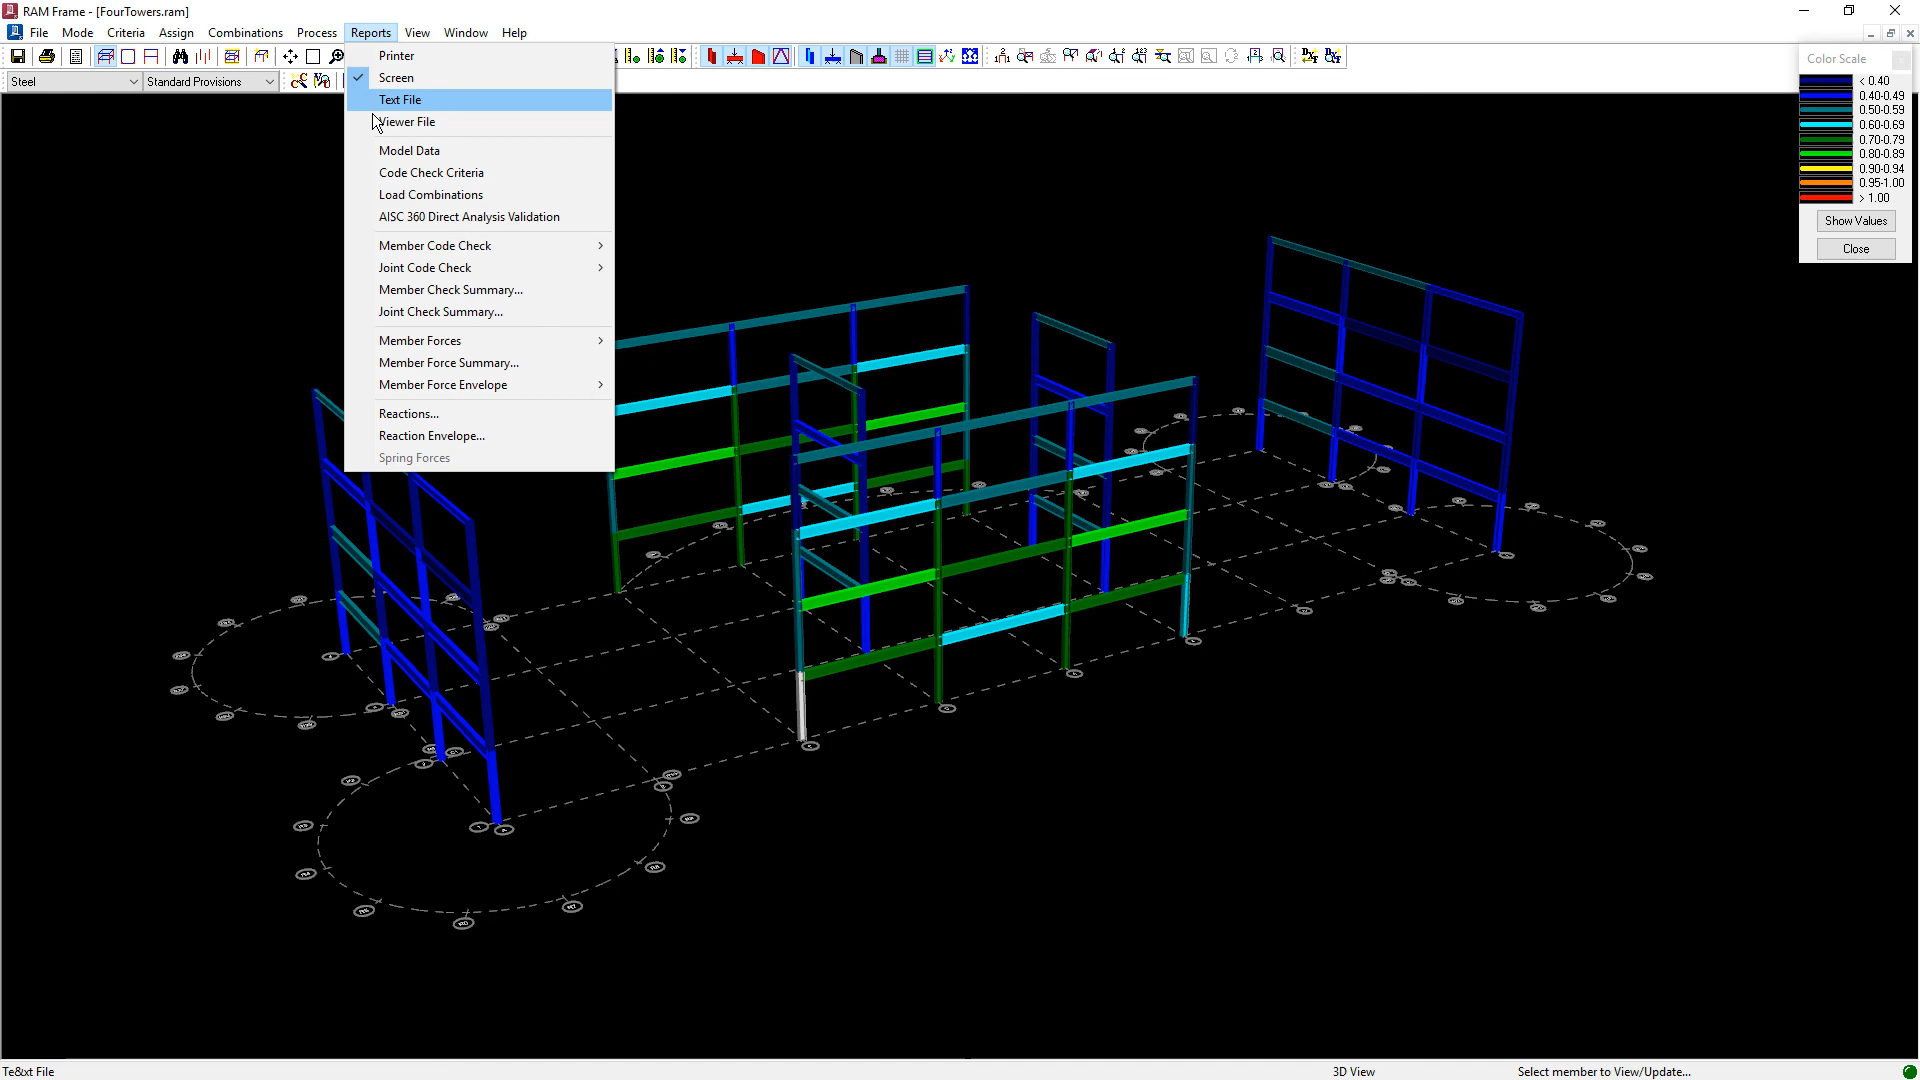 RAM Frame - [FourTowers.ram]
File Mode Criteria Assign Combinations Process Reports View Window Help
Steel Standard Provisions
Printer
Screen
Text File
Viewer File
Model Data
Code Check Criteria
Load Combinations
AISC 360 Direct Analysis Validation
Member Code Check
Joint Code Check
Member Check Summary...
Joint Check Summary...
Member Forces
Member Force Summary...
Member Force Envelope
Reactions...
Reaction Envelope...
Spring Forces
Color Scale
< 0.40
0.40-0.49
0.50-0.59
0.60-0.69
0.70-0.79
0.80-0.89
0.90-0.94
0.95-1.00
> 1.00
Show Values
Close
Te&xt File 3D View Select member to View/Update...